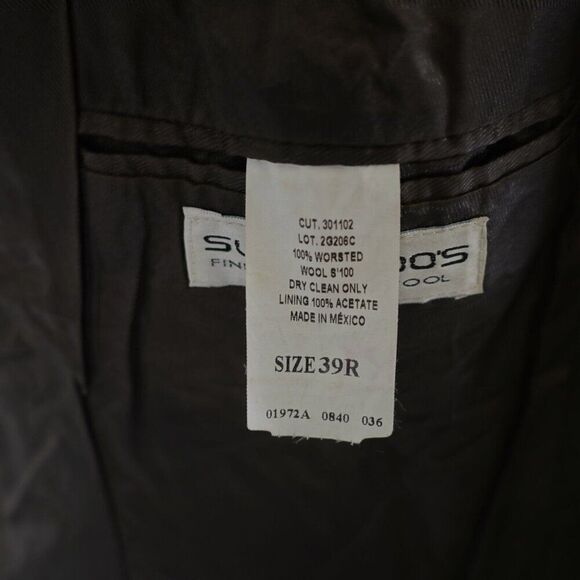 CUT. 301102
LOT. 2G206C
100% WORSTED
WOOL S'100
DRY CLEAN ONLY
LINING 100% ACETATE
MADE IN MÉXICO
SIZE 39R
01972A 0840 036